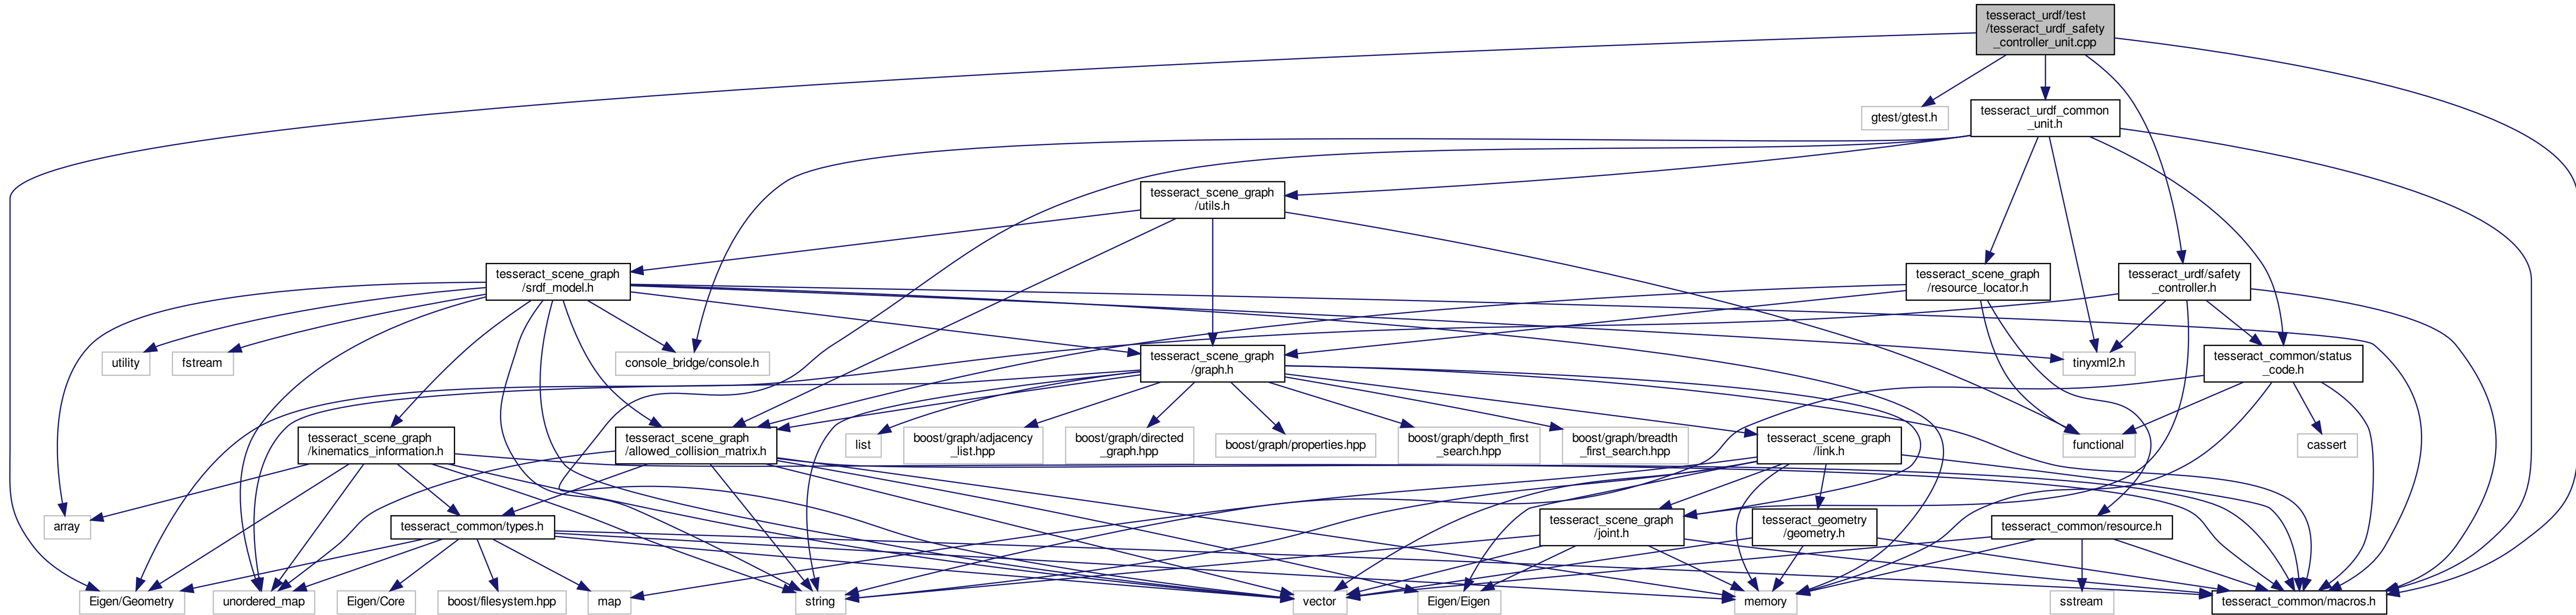 tesseract_urdf/test
/tesseract_urdf_safety
_controller_unit.cpp
gtest/gtest.h
tesseract_urdf_common
_unit.h
tesseract_scene_graph
/utils.h
tesseract_scene_graph
/srdf_model.h
tesseract_scene_graph
/resource_locator.h
tesseract_urdf/safety
_controller.h
utility
fstream
console_bridge/console.h
tesseract_scene_graph
/graph.h
tinyxml2.h
tesseract_common/status
_code.h
tesseract_scene_graph
/kinematics_information.h
tesseract_scene_graph
/allowed_collision_matrix.h
list
boost/graph/adjacency
_list.hpp
boost/graph/directed
_graph.hpp
boost/graph/properties.hpp
boost/graph/depth_first
_search.hpp
boost/graph/breadth
_first_search.hpp
tesseract_scene_graph
/link.h
functional
cassert
array
tesseract_common/types.h
tesseract_scene_graph
/joint.h
tesseract_geometry
/geometry.h
tesseract_common/resource.h
Eigen/Geometry
unordered_map
Eigen/Core
boost/filesystem.hpp
map
string
vector
Eigen/Eigen
memory
sstream
tesseract_common/macros.h